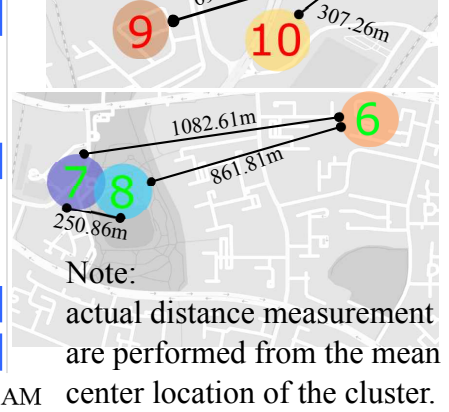 9
10
307.26m
1082.61m
6
861.81m
7
8
250.86m
Note:
actual distance measurement
are performed from the mean
AM center location of the cluster.